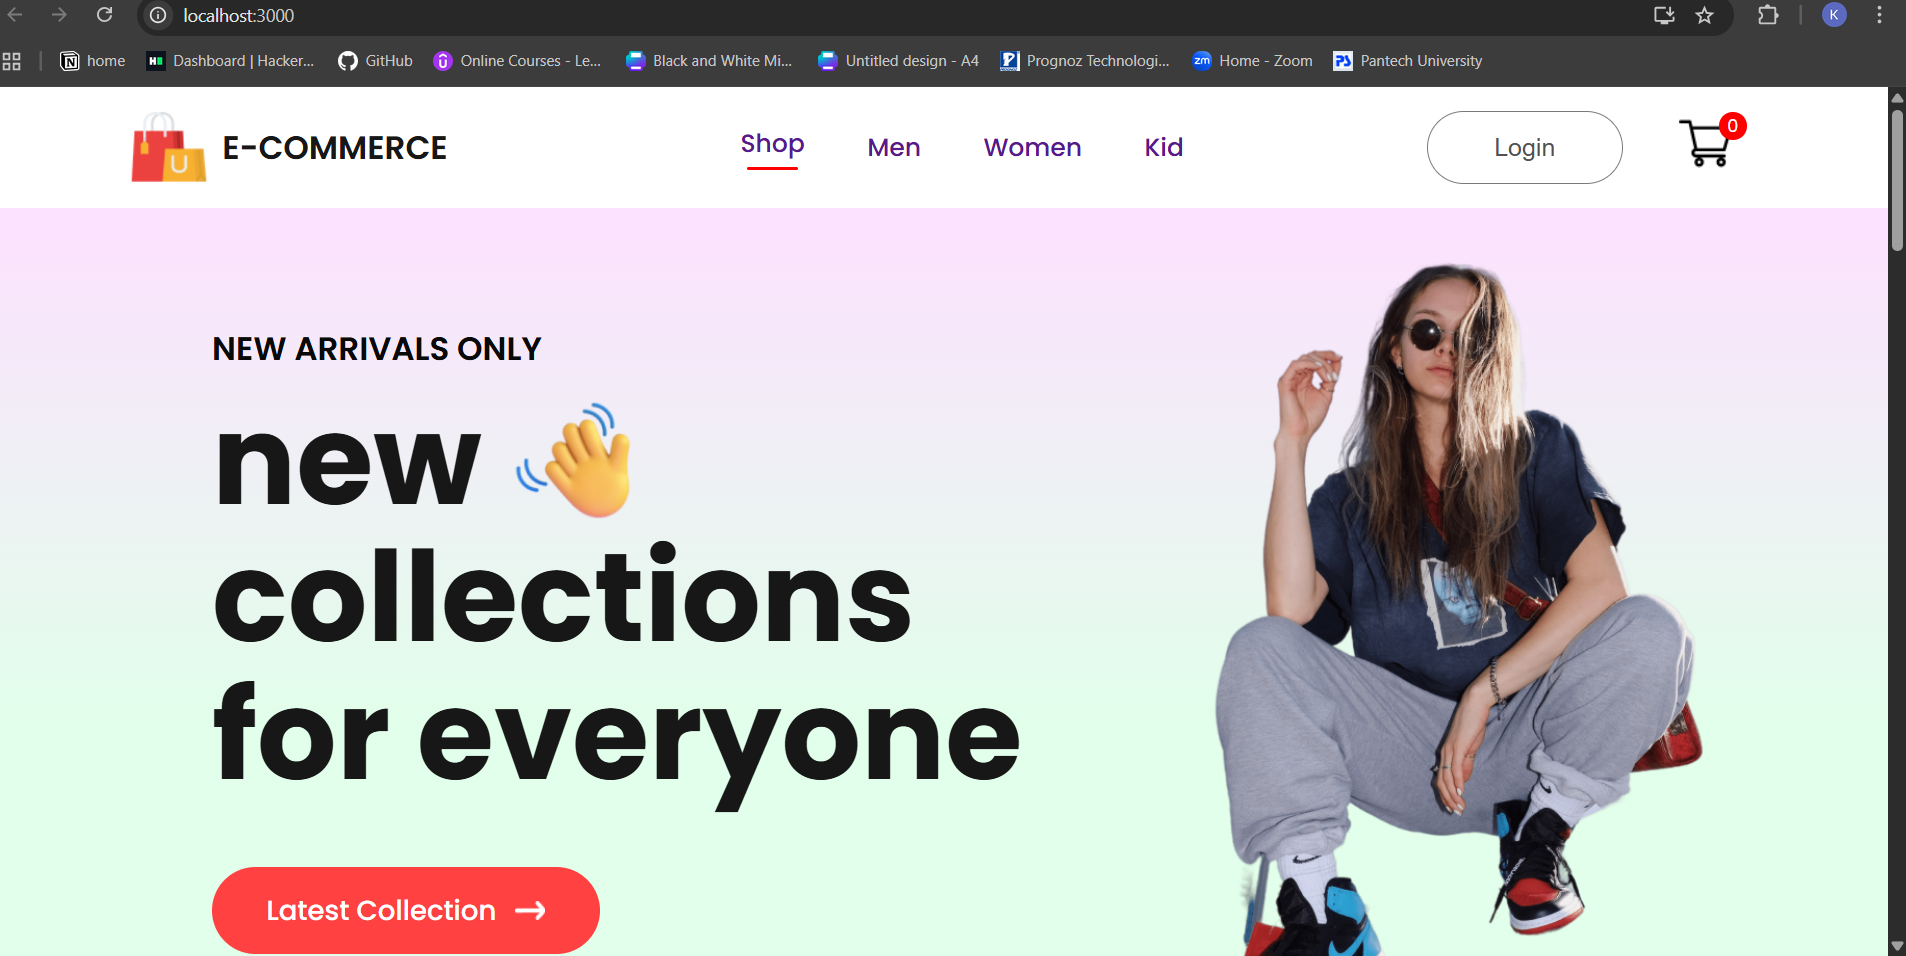 localhost:3000
K
home
Dashboard | Hacker...
GitHub
Online Courses - Le...
Black and White Mi...
Untitled design - A4
Prognoz Technologi...
zm Home - Zoom
PS Pantech University
U
E-COMMERCE
Shop
Men
Women
Kid
Login
0
NEW ARRIVALS ONLY
new
collections
for everyone
Latest Collection